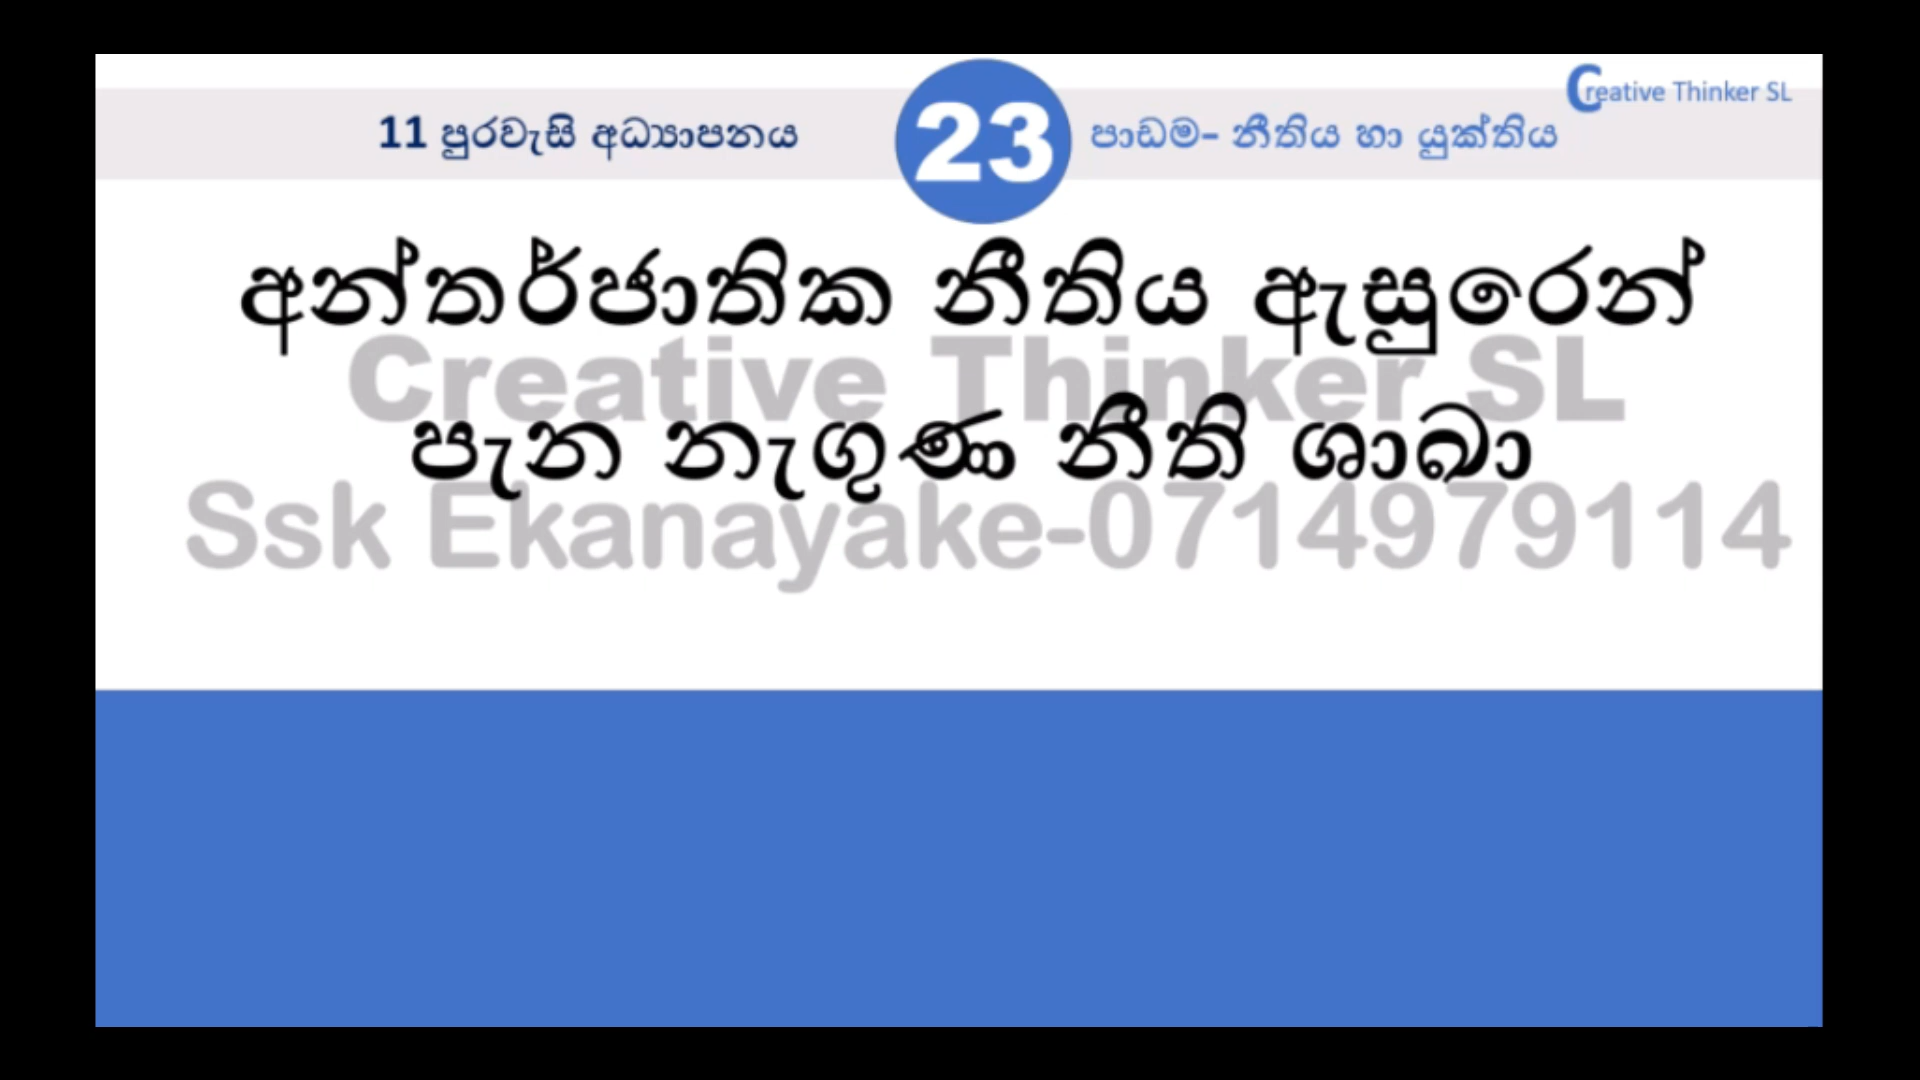 11 පුරවැසි අධ්‍යාපනය
23
පාඩම- නීතිය හා යුක්තිය
Creative Thinker SL
අන්තර්ජාතික නීතිය ඇසුරෙන්
Creative Thinker SL
පැන නැගුණ නීති ශාඛා
Ssk Ekanayake-0714979114